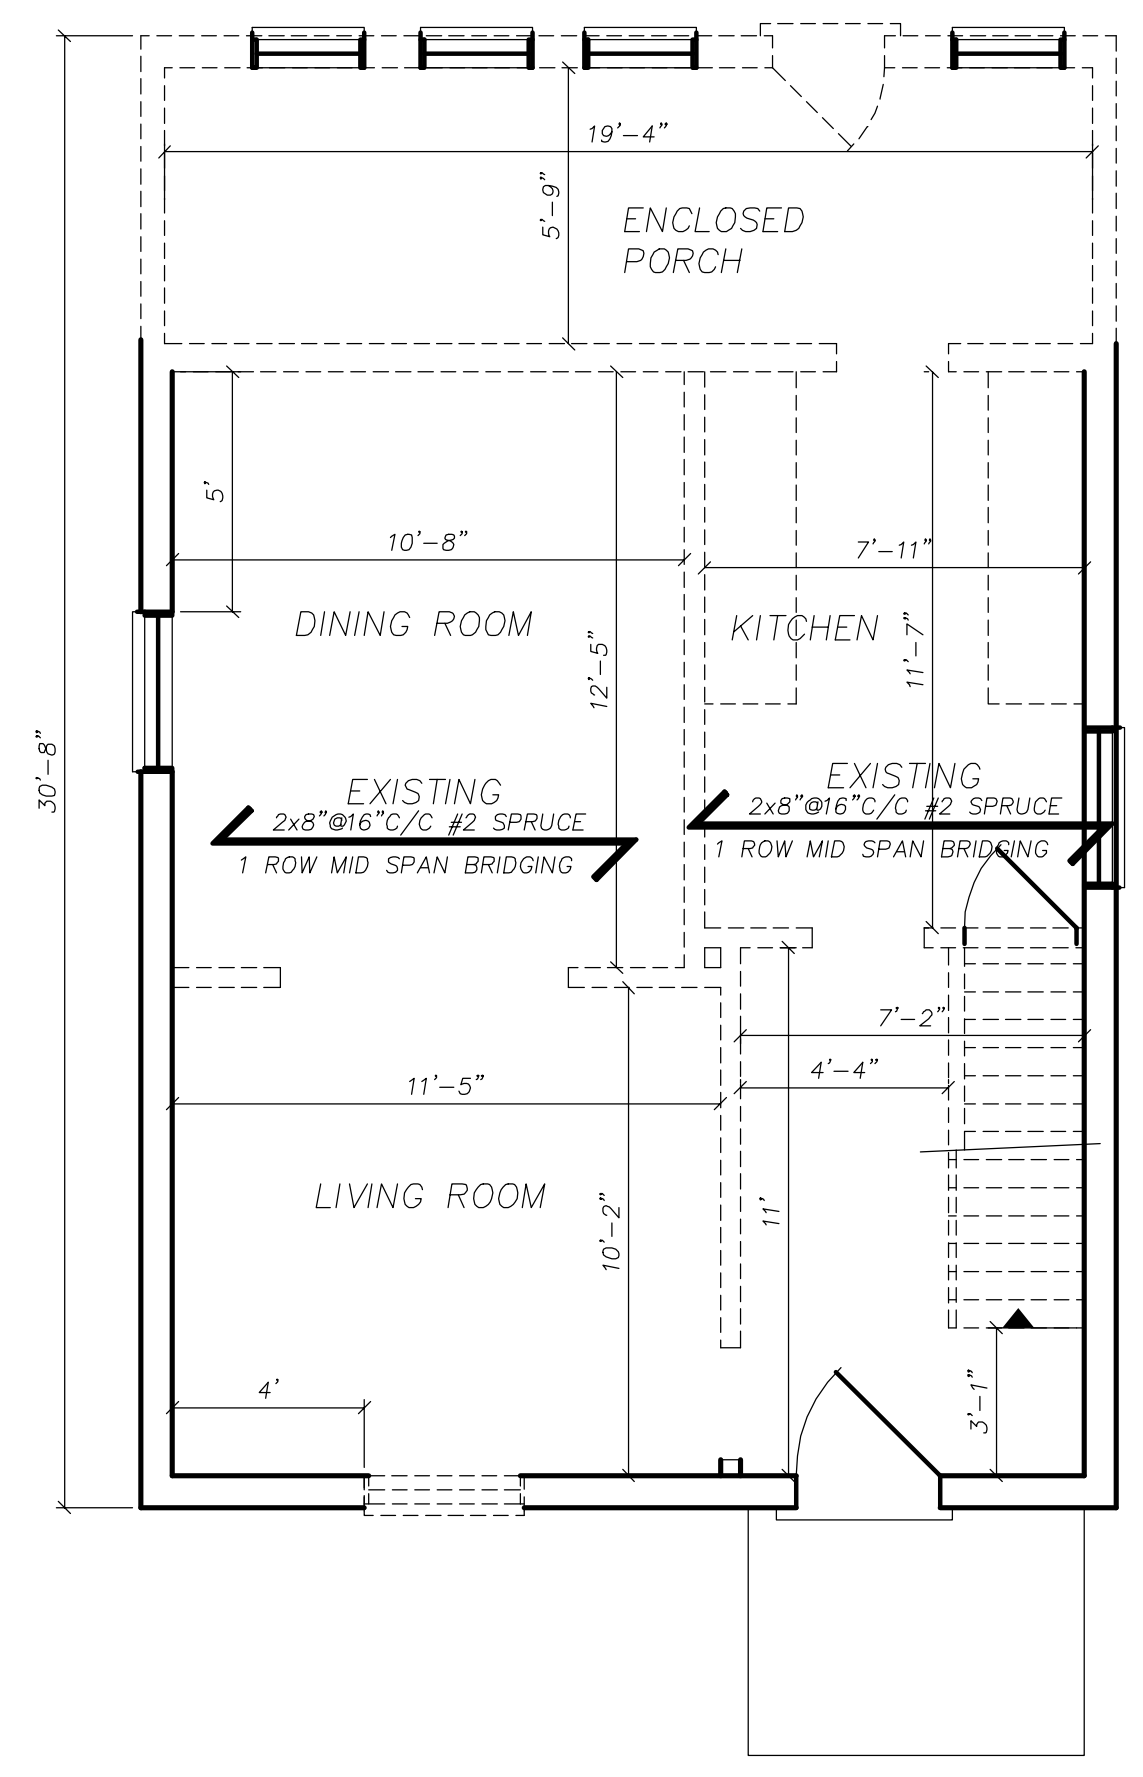 19'-4"
5'-9"
ENCLOSED
PORCH
5'
10'-8"
7'-11"
DINING ROOM
KITCHEN
12'-5"
11'-7"
30'-8"
EXISTING
2x8"@16"C/C #2 SPRUCE
1 ROW MID SPAN BRIDGING
EXISTING
2x8"@16"C/C #2 SPRUCE
1 ROW MID SPAN BRIDGING
7'-2"
4'-4"
11'-5"
LIVING ROOM
10'-2"
11'
4'
3'-1"